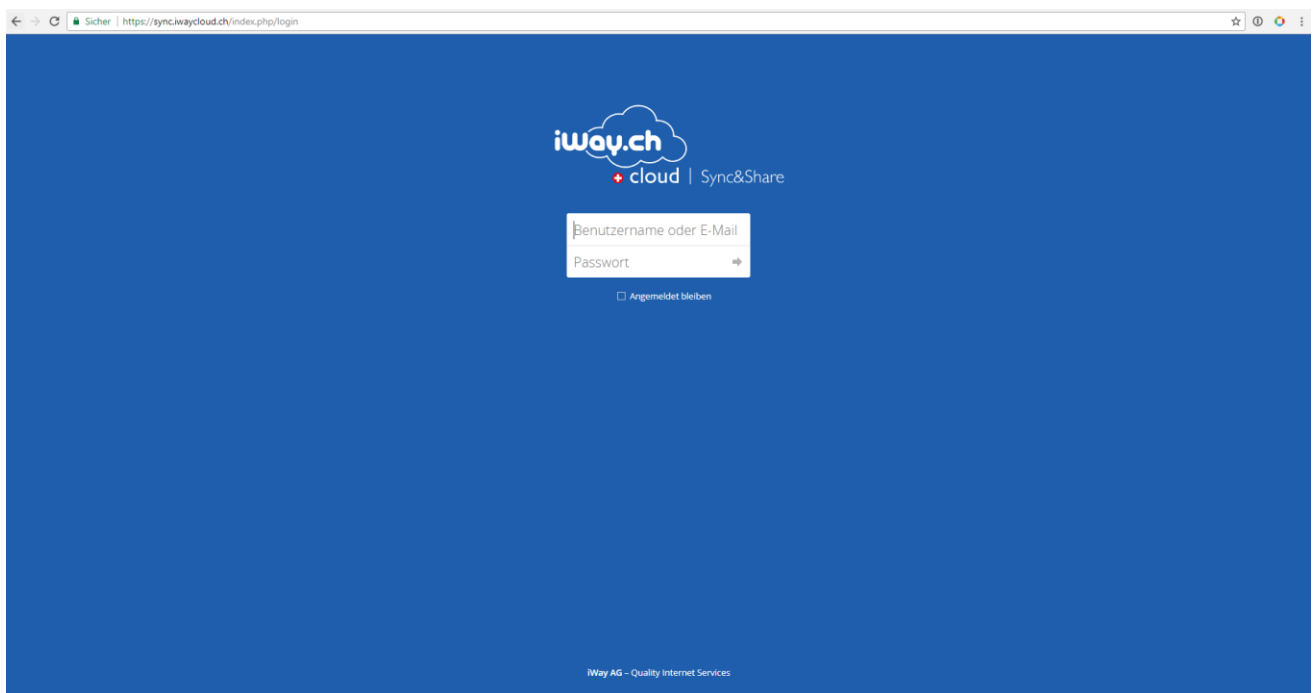 Sicher | https://sync.iwaycloud.ch/index.php/login
iway.ch
cloud | Sync&Share
Benutzername oder E-Mail
Passwort
Angemeldet bleiben
iWay AG – Quality Internet Services